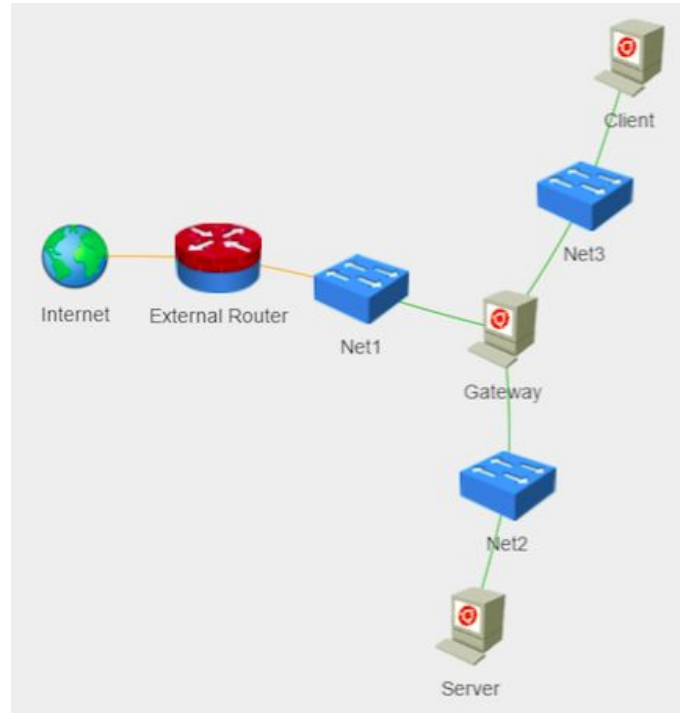 Client
Net3
Internet
External Router
Net1
Gateway
Net2
Server